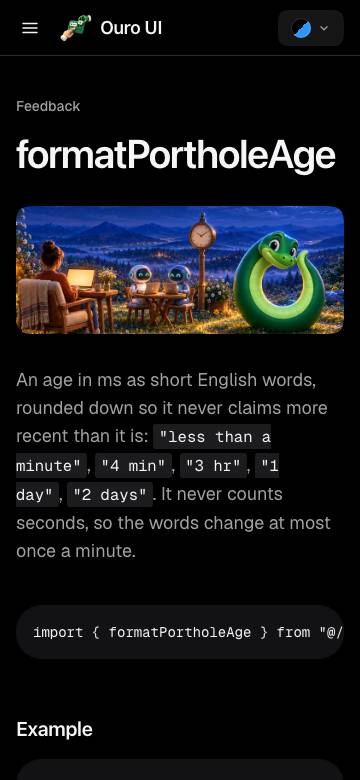 Ouro UI
Feedback
formatPortholeAge
An age in ms as short English words,
rounded down so it never claims more
recent than it is: "less than a
minute", "4 min", "3 hr", "1
day", "2 days". It never counts
seconds, so the words change at most
once a minute.
import { formatPortholeAge } from "@/
Example